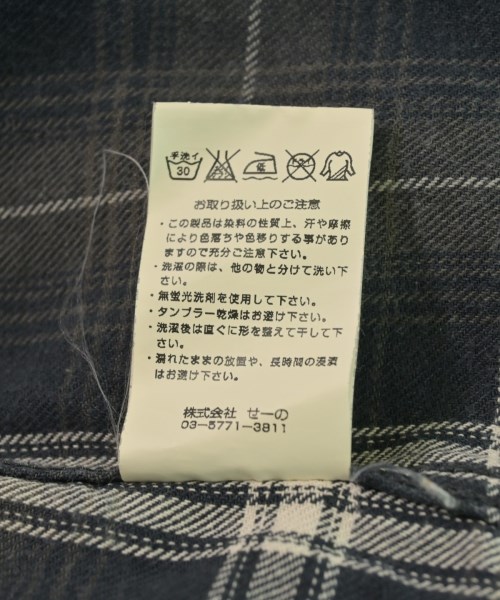 手洗イ
30
低
お取り扱い上のご注意
・この製品は染料の性質上、汗や摩擦
により色落ちや色移りする事があり
ますので充分ご注意下さい。
・洗濯の際は、他の物と分けて洗い下
さい。
・無蛍光洗剤を使用して下さい。
・タンブラー乾燥はお避け下さい。
・洗濯後は直ぐに形を整えて干して下
さい。
・濡れたままの放置や、長時間の浸漬
はお避け下さい。
株式会社 せーの
03-5771-3811